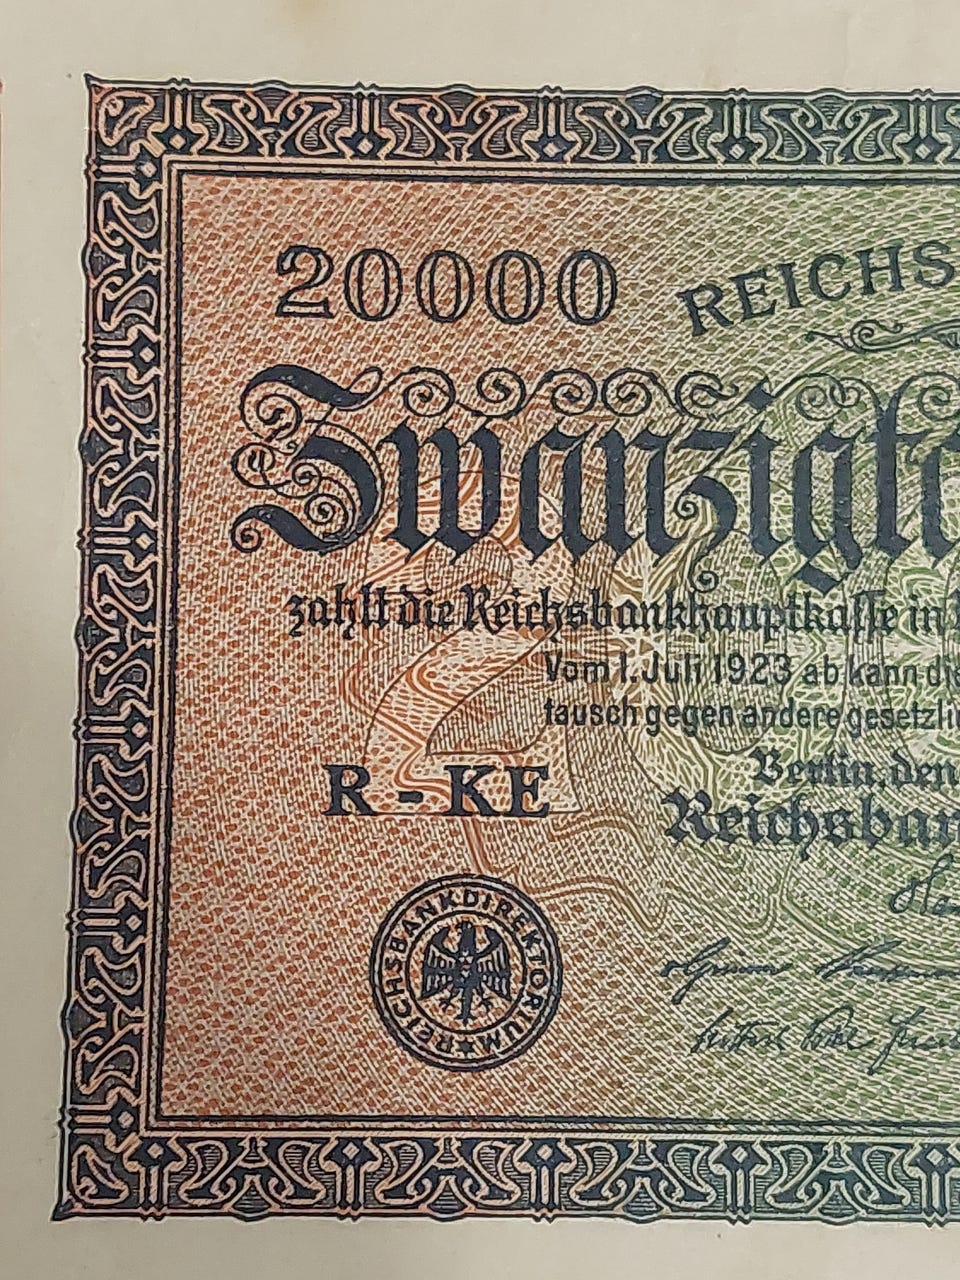 20000
REICHS
Zwanzigt
zahlt die Reichsbankhauptkasse in
Vom 1. Juli 1923 ab kann die
tausch gegen andere gesetzli
Berlin, den
R-KE
Reichsban
REICHSBANKDIREKTORIUM